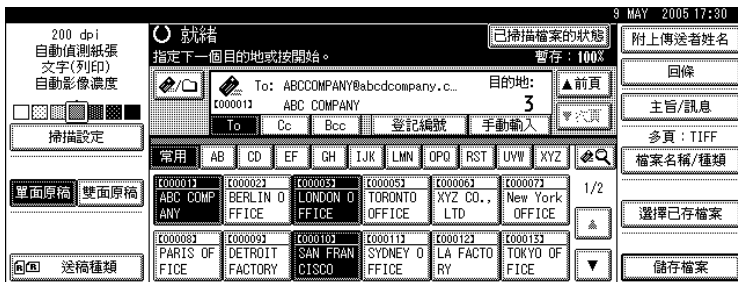 9 MAY 2005 17:30
200 dpi
自動偵測紙張
文字(列印)
自動影像濃度
掃描設定
單面原稿 雙面原稿
送稿種類
就緒
已掃描檔案的狀態
指定下一個目的地或按開始。
暫存:100%
To: ABCCOMPANY@abcdcompany.c…
目的地:
▲前頁
[00001] ABC COMPANY
3
To Cc Bcc 登記編號 手動輸入
常用 AB CD EF GH IJK LMN OPQ RST UVW XYZ
[00001] [00002] [00003] [00005] [00006] [00007]
ABC COMP BERLIN O LONDON O TORONTO XYZ CO., New York
ANY FFICE FFICE OFFICE LTD OFFICE
1/2
[00008] [00009] [00010] [00011] [00012] [00013]
PARIS OF DETROIT SAN FRAN SYDNEY O LA FACTO TOKYO OF
FICE FACTORY CISCO FFICE RY FICE
▲
▼
附上傳送者姓名
回條
主旨/訊息
多頁:TIFF
檔案名稱/種類
選擇已存檔案
儲存檔案